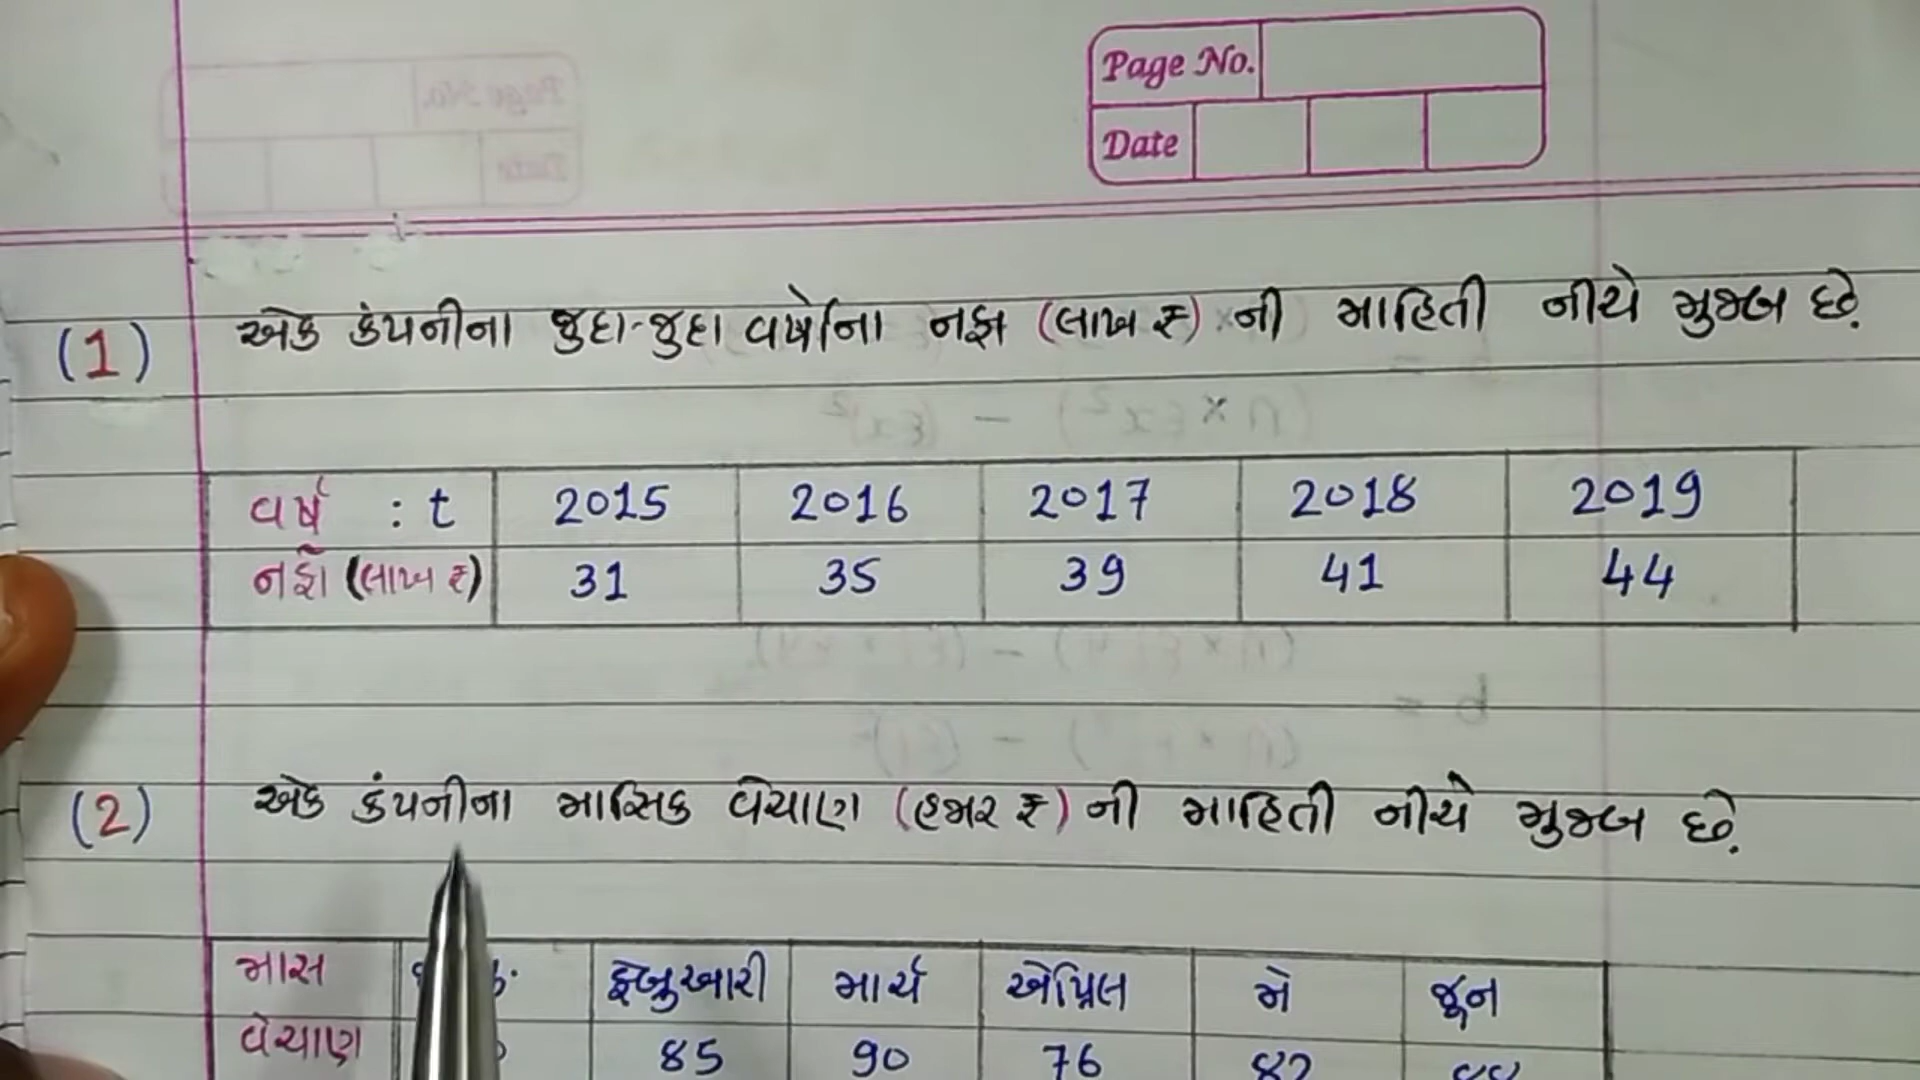 Page No.
Date
(1) એક કંપનીના જુદા-જુદા વર્ષોના નફા (લાખ ₹) ની માહિતી નીચે મુજબ છે.
વર્ષ : t 2015 2016 2017 2018 2019
નફો (લાખ ₹) 31 35 39 41 44
(2) એક કંપનીના માસિક વેચાણ (હજાર ₹) ની માહિતી નીચે મુજબ છે.
માસ ફેબ્રુઆરી માર્ચ એપ્રિલ મે જૂન
વેચાણ 85 90 76